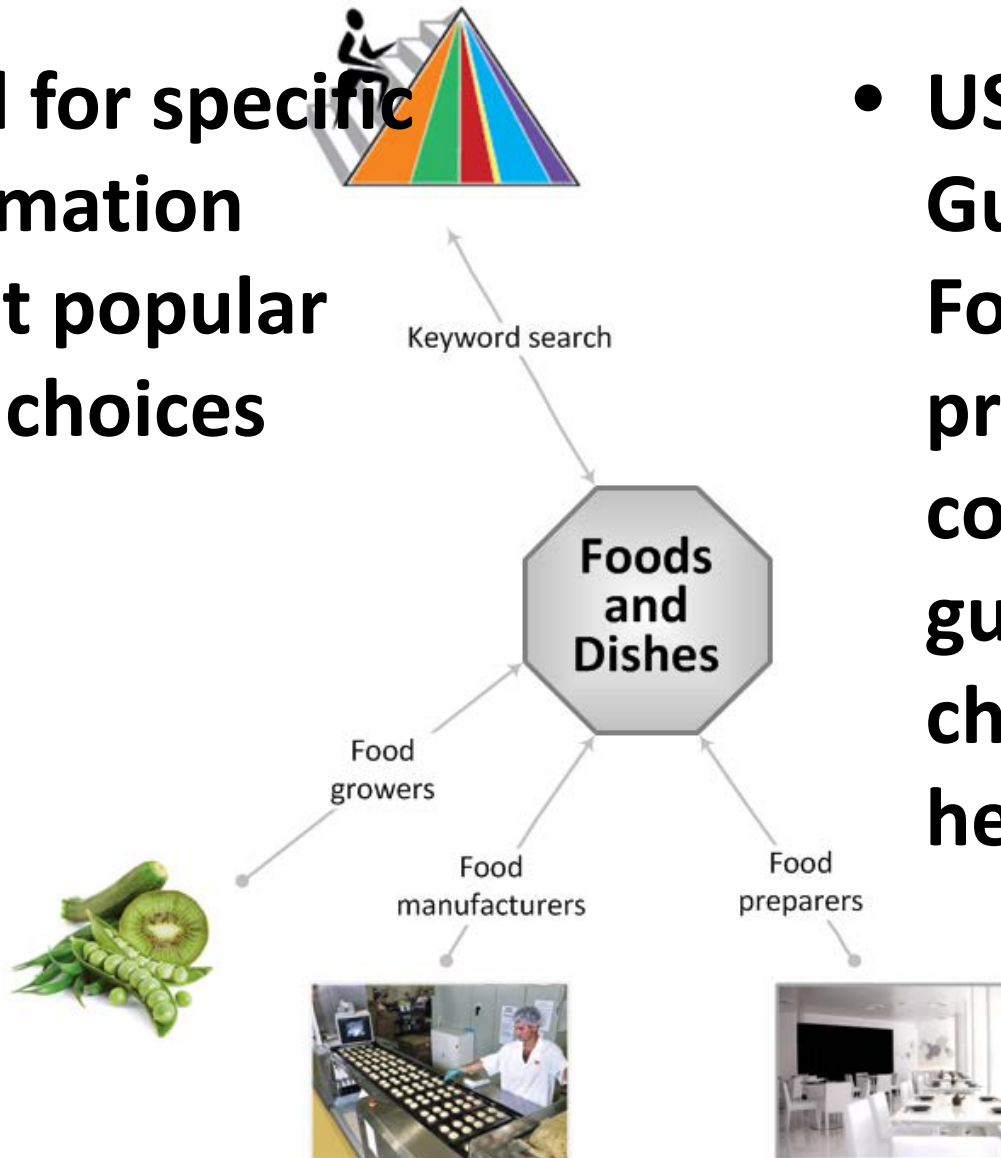 for specific
mation
t popular
choices
• US
Gu
Fo
pr
co
gu
ch
he
Keyword search
Foods
and
Dishes
Food
growers
Food
manufacturers
Food
preparers